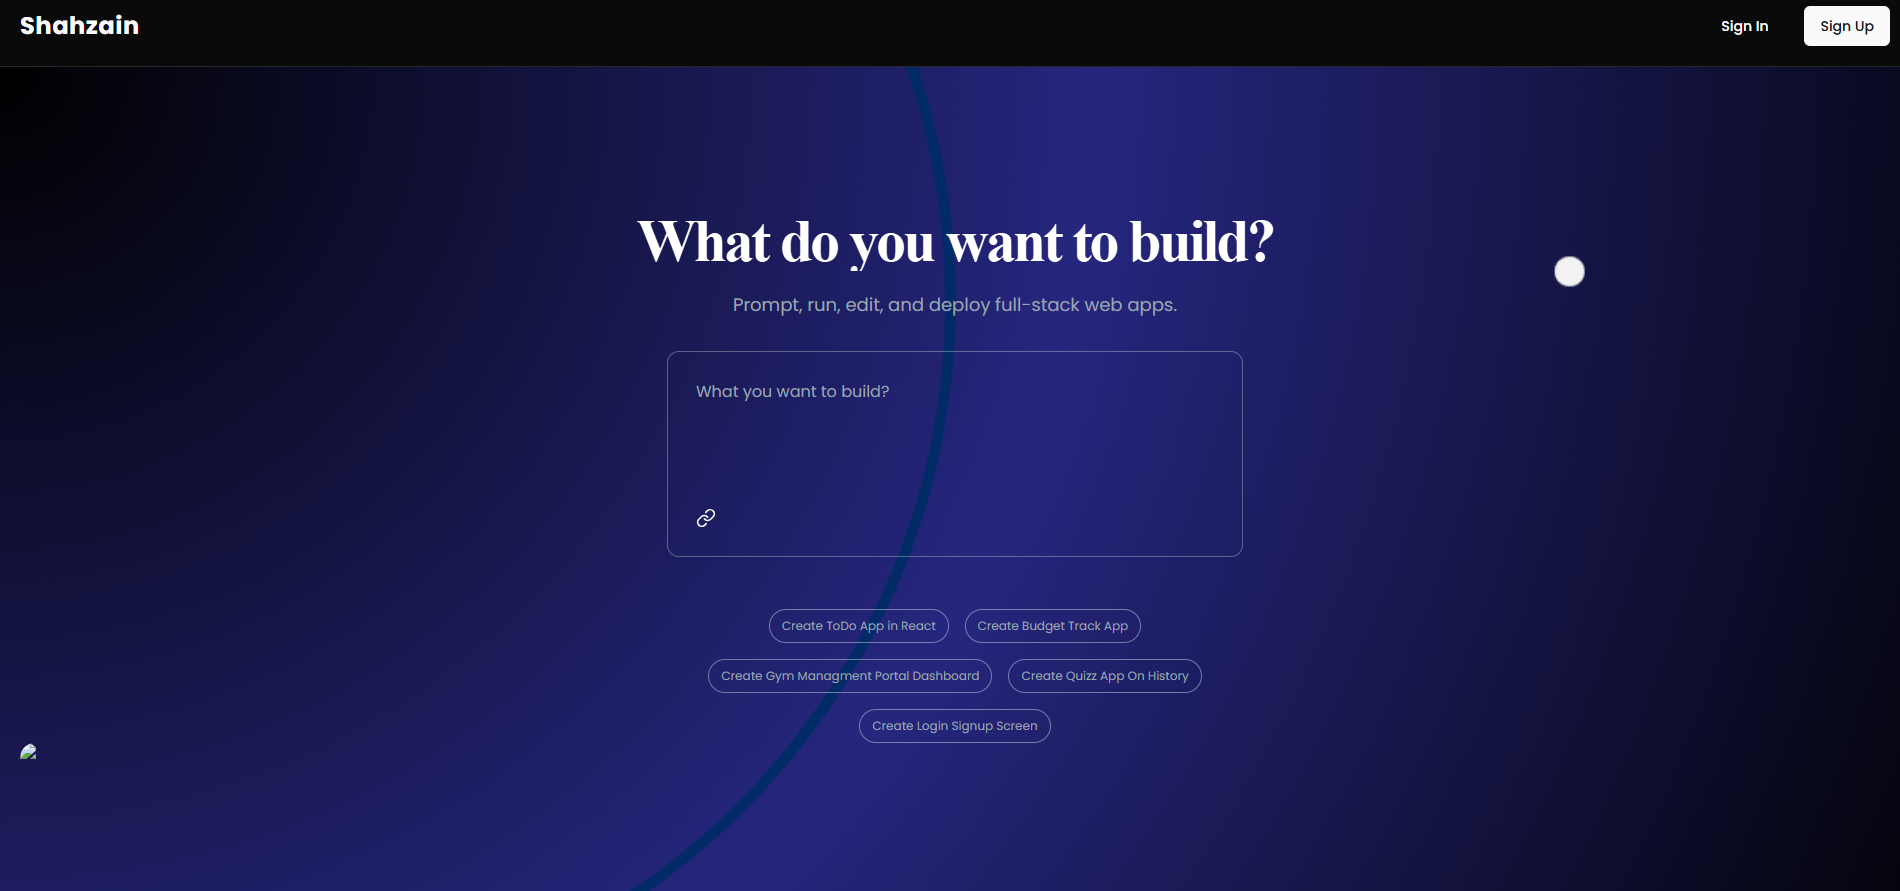 Shahzain
Sign In
Sign Up
What do you want to build?
Prompt, run, edit, and deploy full-stack web apps.
What you want to build?
Create ToDo App in React
Create Budget Track App
Create Gym Managment Portal Dashboard
Create Quizz App On History
Create Login Signup Screen